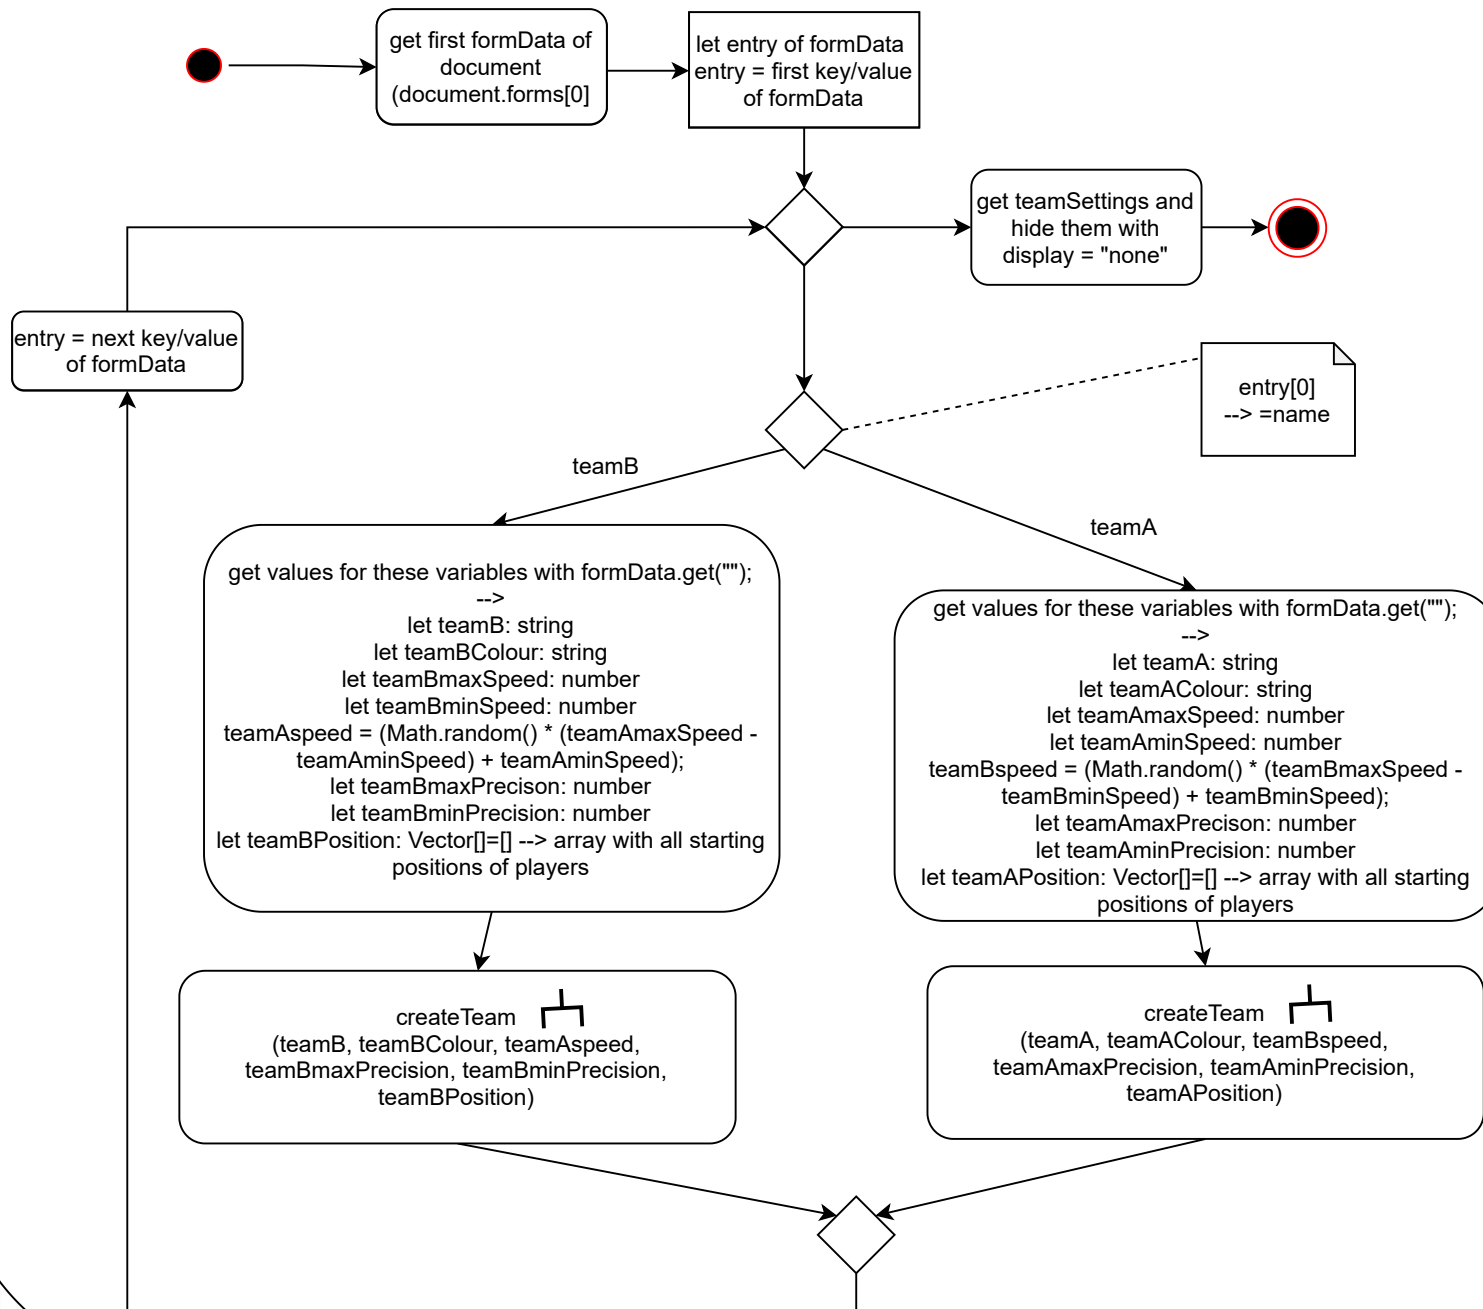 get first formData of
document
(document.forms[0]
let entry of formData
entry = first key/value
of formData
get teamSettings and
hide them with
display = "none"
entry = next key/value
of formData
entry[0]
--> =name
teamB
teamA
get values for these variables with formData.get("");
-->
let teamB: string
let teamBColour: string
let teamBmaxSpeed: number
let teamBminSpeed: number
teamAspeed = (Math.random() * (teamAmaxSpeed -
teamAminSpeed) + teamAminSpeed);
let teamBmaxPrecison: number
let teamBminPrecision: number
let teamBPosition: Vector[]=[] --> array with all starting
positions of players
get values for these variables with formData.get("");
-->
let teamA: string
let teamAColour: string
let teamAmaxSpeed: number
let teamAminSpeed: number
teamBspeed = (Math.random() * (teamBmaxSpeed -
teamBminSpeed) + teamBminSpeed);
let teamAmaxPrecison: number
let teamAminPrecision: number
let teamAPosition: Vector[]=[] --> array with all starting
positions of players
createTeam
(teamB, teamBColour, teamAspeed,
teamBmaxPrecision, teamBminPrecision,
teamBPosition)
createTeam
(teamA, teamAColour, teamBspeed,
teamAmaxPrecision, teamAminPrecision,
teamAPosition)